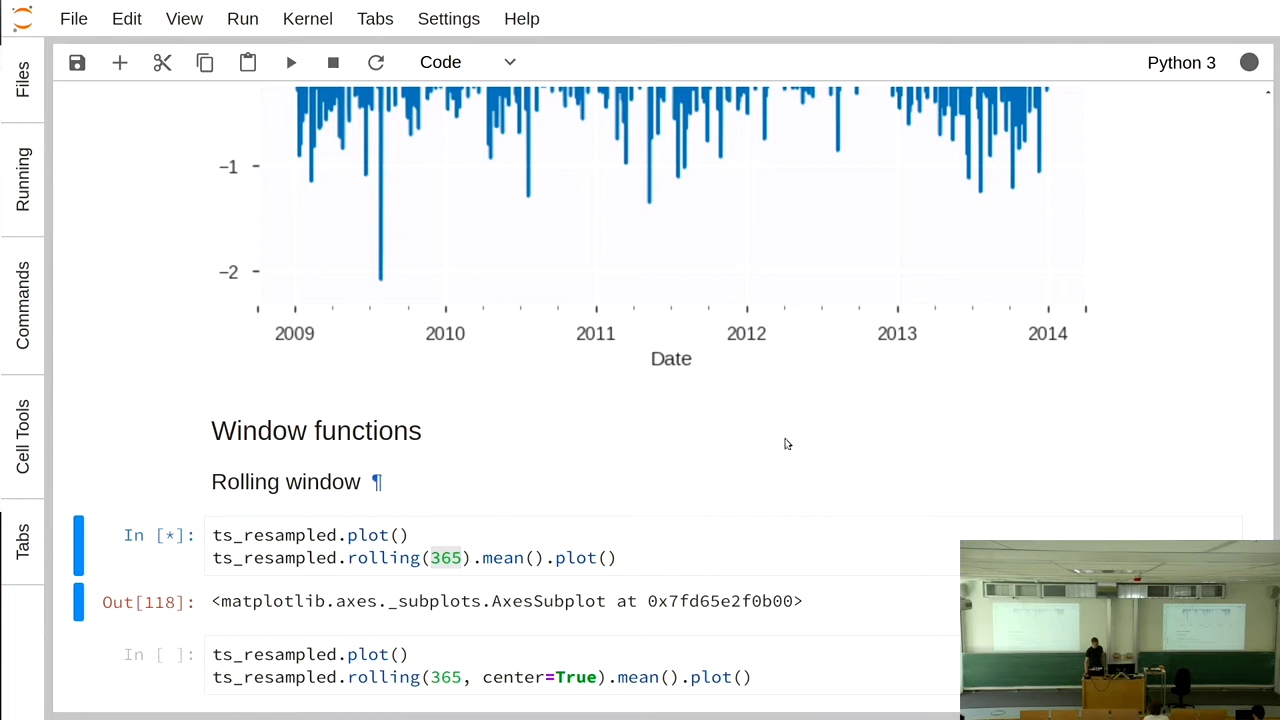 File Edit View Run Kernel Tabs Settings Help
Code
Python 3
Files
Running
Commands
Cell Tools
Tabs
−1
−2
2009 2010 2011 2012 2013 2014
Date
Window functions
Rolling window ¶
In [*]: ts_resampled.plot()
ts_resampled.rolling(365).mean().plot()
Out[118]: <matplotlib.axes._subplots.AxesSubplot at 0x7fd65e2f0b00>
In [ ]: ts_resampled.plot()
ts_resampled.rolling(365, center=True).mean().plot()